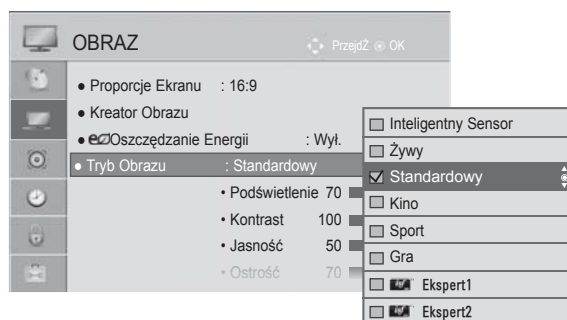 OBRAZ
PrzejdŹ OK
• Proporcje Ekranu : 16:9
• Kreator Obrazu
• eco Oszczędzanie Energii : Wył.
• Tryb Obrazu : Standardowy
• Podświetlenie 70
• Kontrast 100
• Jasność 50
• Ostrość 70
Inteligentny Sensor
Żywy
Standardowy
Kino
Sport
Gra
Ekspert1
Ekspert2